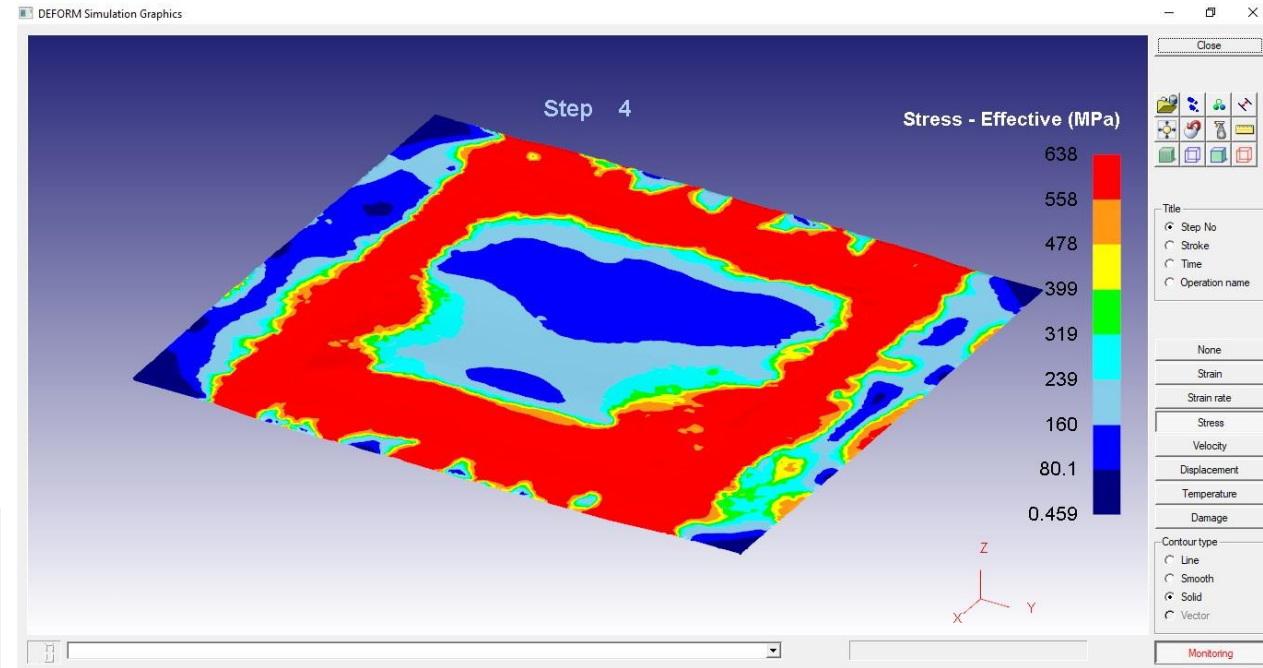 DEFORM Simulation Graphics
Close
Step 4
Stress - Effective (MPa)
638
558
478
399
319
239
160
80.1
0.459
Z
X
Y
Title
Step No
Stroke
Time
Operation name
None
Strain
Strain rate
Stress
Velocity
Displacement
Temperature
Damage
Contour type
Line
Smooth
Solid
Vector
Monitoring